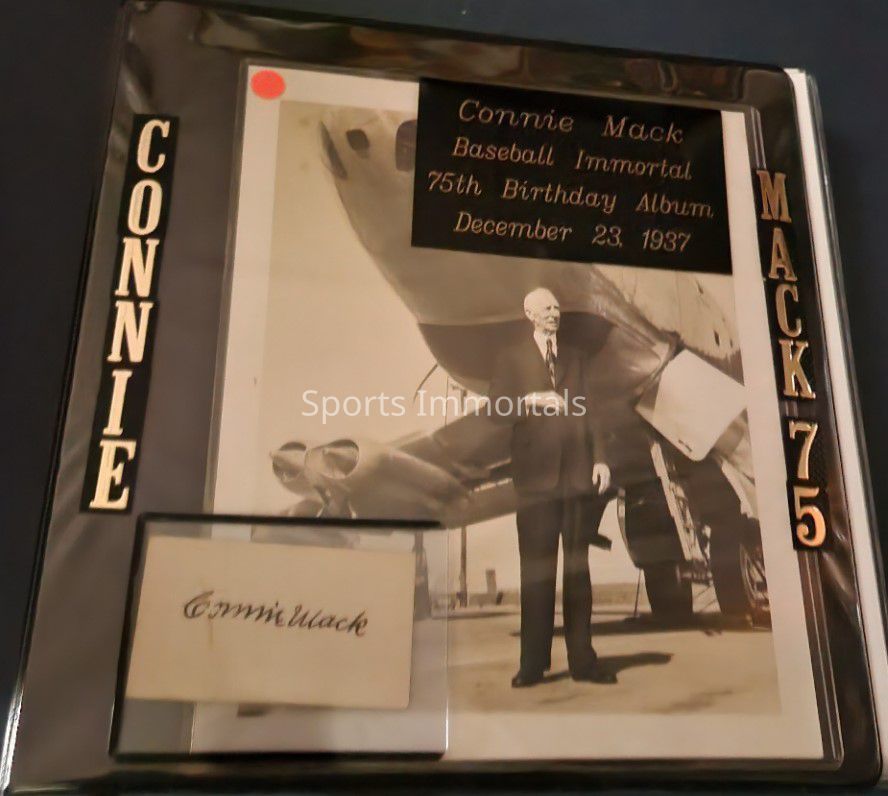 CONNIE
Connie Mack
Baseball Immortal
75th Birthday Album
December 23, 1937
MACK 75
Sports Immortals
Connie Mack